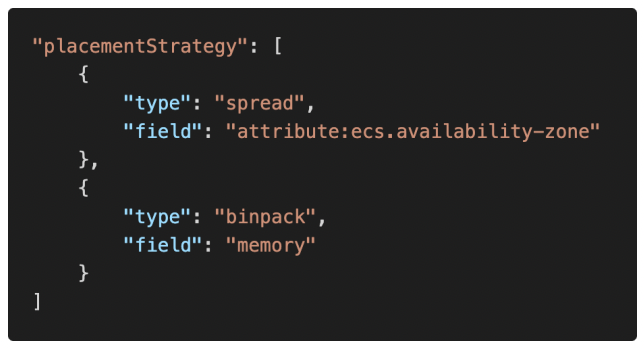 "placementStrategy": [
    {
        "type": "spread",
        "field": "attribute:ecs.availability-zone"
    },
    {
        "type": "binpack",
        "field": "memory"
    }
]